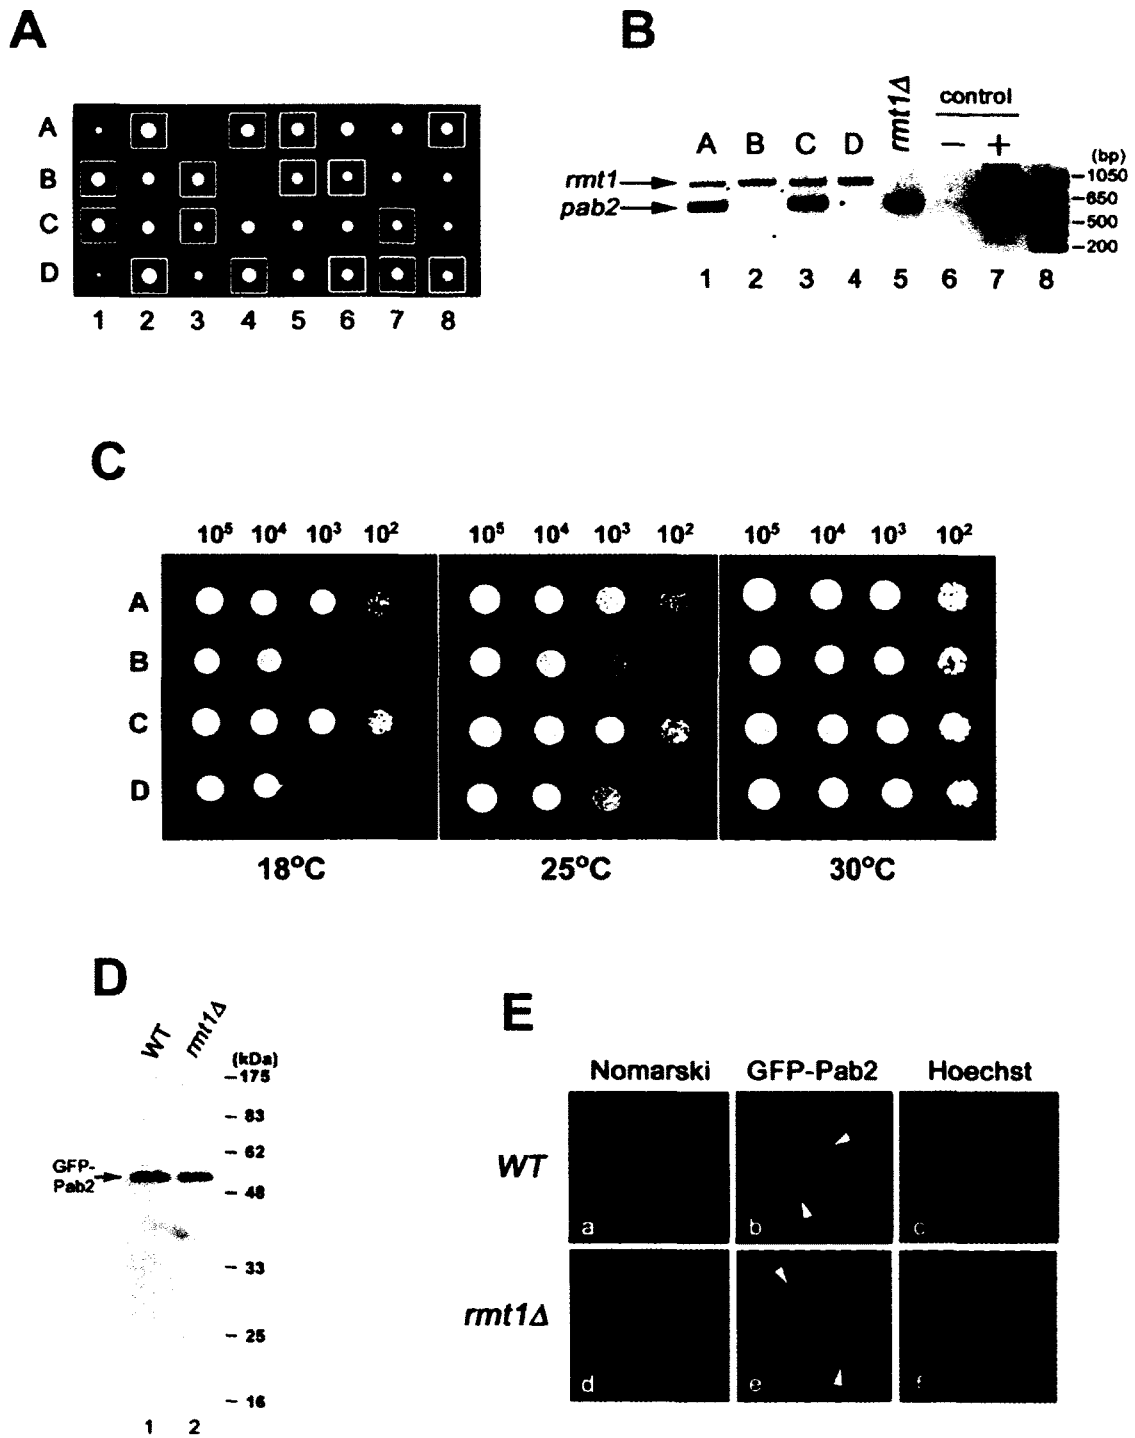 A
A
B
C
D
1 2 3 4 5 6 7 8
B
control
A B C D rmt1Δ − +
(bp)
rmt1
pab2
1050
650
500
200
1 2 3 4 5 6 7 8
C
10⁵ 10⁴ 10³ 10² 10⁵ 10⁴ 10³ 10² 10⁵ 10⁴ 10³ 10²
A
B
C
D
18°C 25°C 30°C
D
WT rmt1Δ
(kDa)
175
83
62
GFP-
Pab2
48
33
25
16
1 2
E
Nomarski GFP-Pab2 Hoechst
WT
a b c
rmt1Δ
d e f